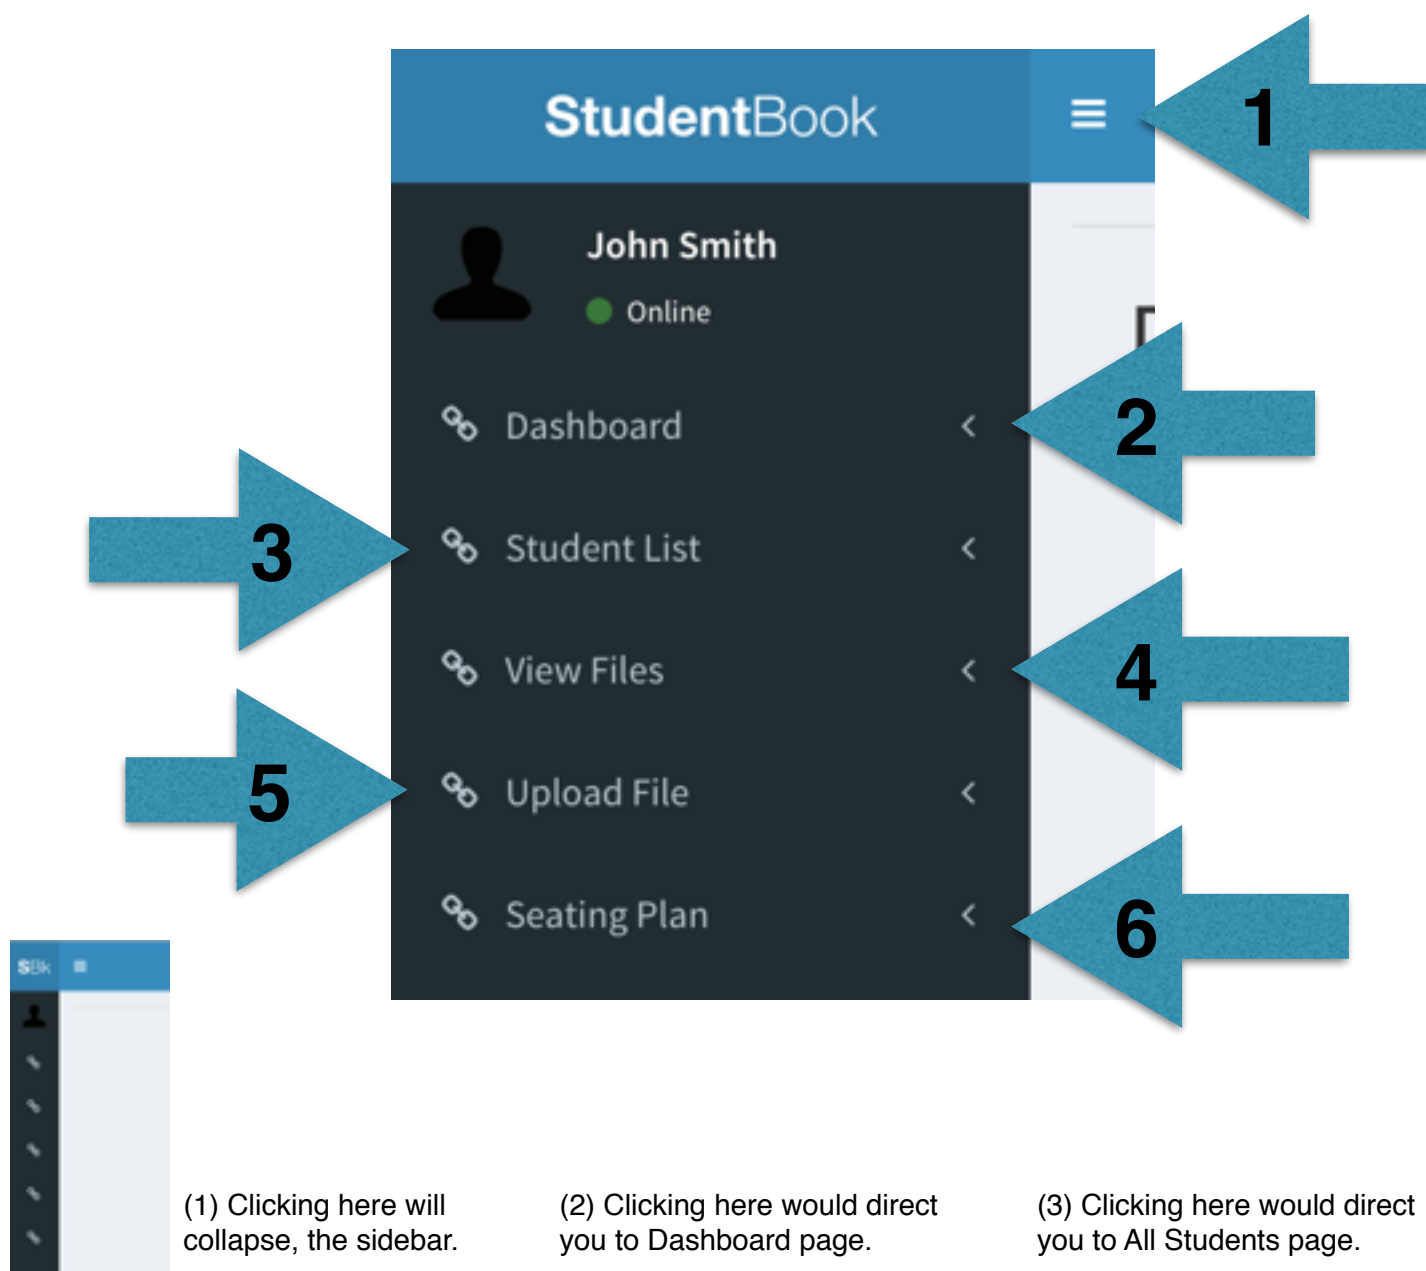 StudentBook
1
John Smith
Online
Dashboard
2
3
Student List
View Files
4
5
Upload File
Seating Plan
6
SBk
(1) Clicking here will
collapse, the sidebar.
(2) Clicking here would direct
you to Dashboard page.
(3) Clicking here would direct
you to All Students page.